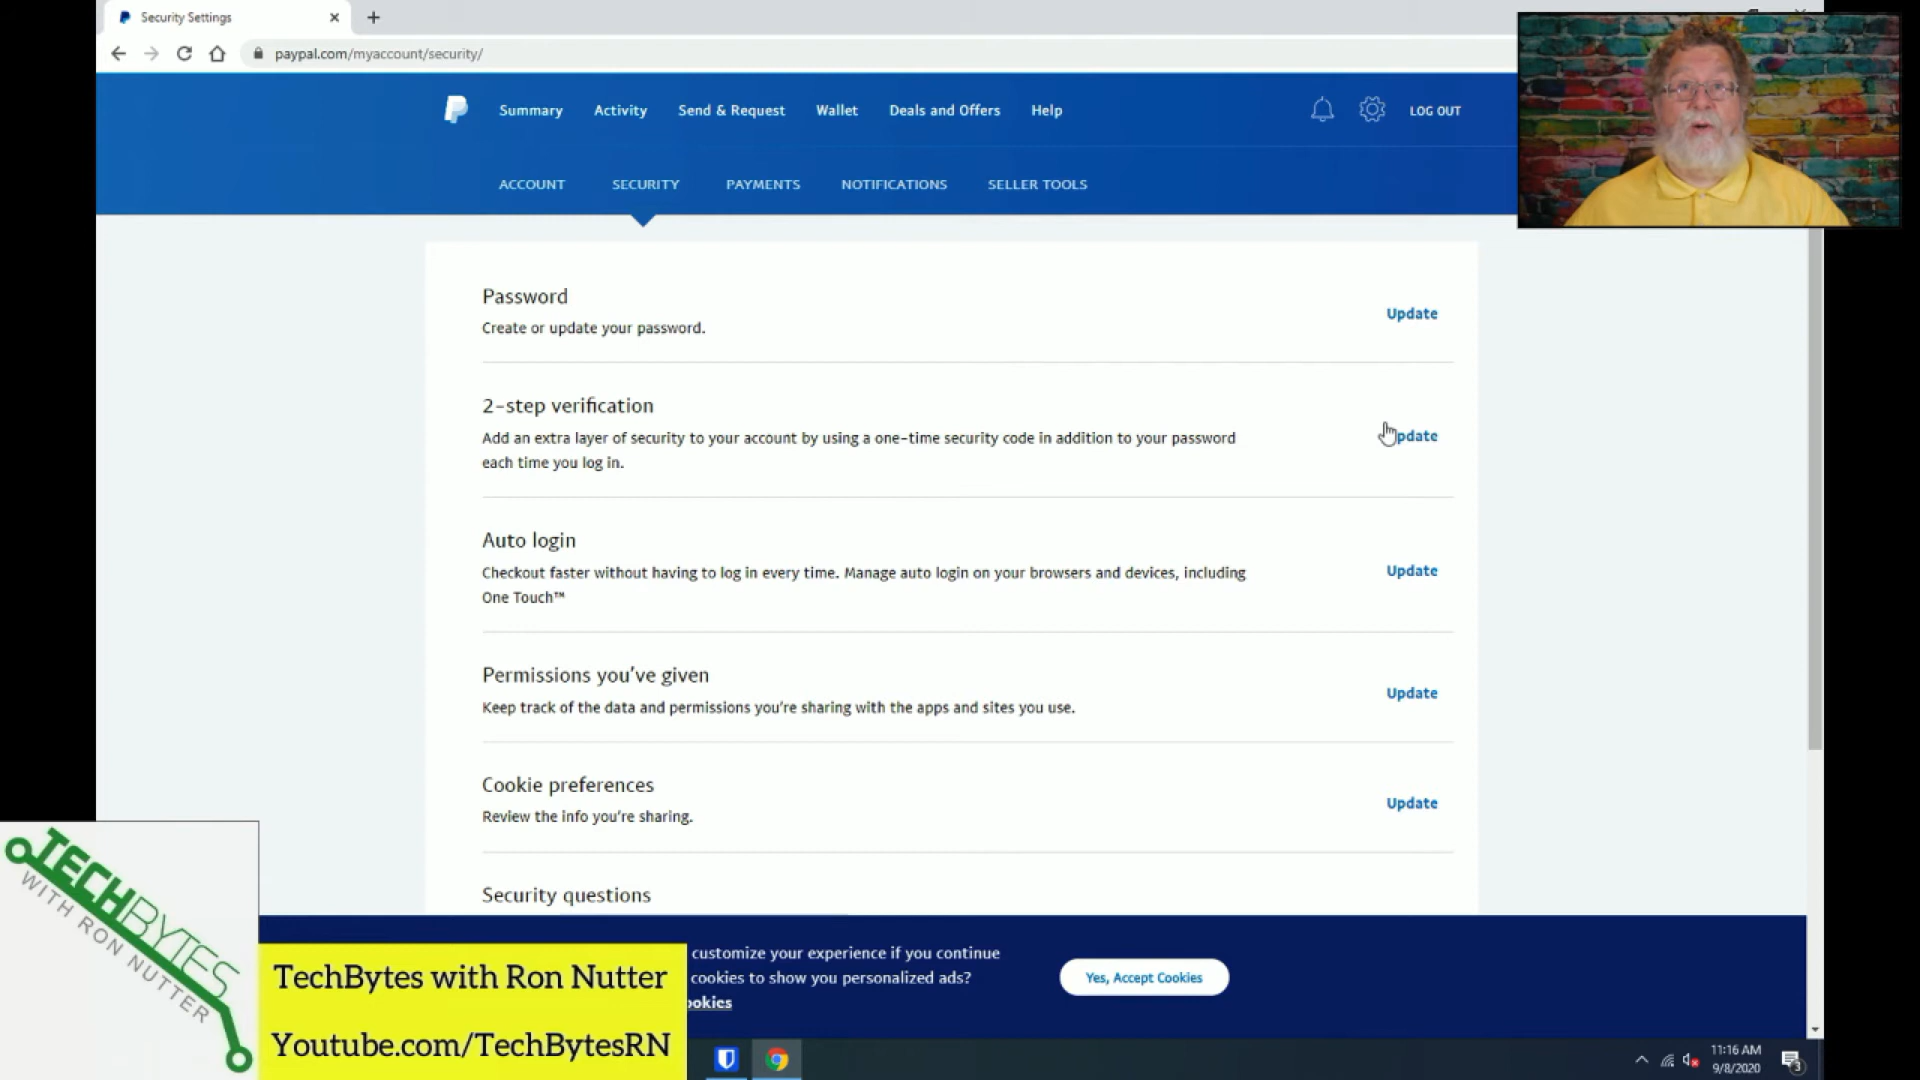 Security Settings
paypal.com/myaccount/security/
Summary
Activity
Send & Request
Wallet
Deals and Offers
Help
LOG OUT
ACCOUNT
SECURITY
PAYMENTS
NOTIFICATIONS
SELLER TOOLS
Password
Create or update your password.
Update
2-step verification
Add an extra layer of security to your account by using a one-time security code in addition to your password
each time you log in.
pdate
Auto login
Checkout faster without having to log in every time. Manage auto login on your browsers and devices, including
One Touch™
Update
Permissions you've given
Keep track of the data and permissions you're sharing with the apps and sites you use.
Update
Cookie preferences
Review the info you're sharing.
Update
Security questions
customize your experience if you continue
cookies to show you personalized ads?
ookies
Yes, Accept Cookies
TECHBYTES
WITH RON NUTTER
TechBytes with Ron Nutter
Youtube.com/TechBytesRN
11:16 AM
9/8/2020
3